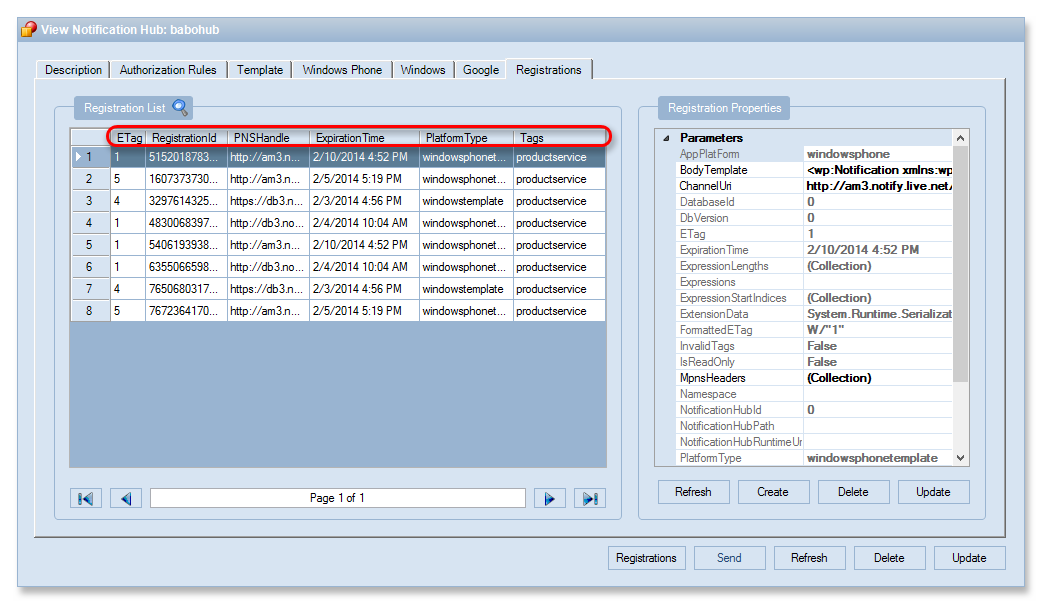 View Notification Hub: babohub
Description Authorization Rules Template Windows Phone Windows Google Registrations
Registration List
ETag RegistrationId PNSHandle ExpirationTime PlatformType Tags
1 1 5152018783... http://am3.n... 2/10/2014 4:52 PM windowsphonet... productservice
2 5 1607373730... http://am3.n... 2/5/2014 5:19 PM windowsphonet... productservice
3 4 3297614325... https://db3.n... 2/3/2014 4:56 PM windowstemplate productservice
4 1 4830068397... http://db3.no... 2/4/2014 10:04 AM windowsphonet... productservice
5 1 5406193938... http://am3.n... 2/10/2014 4:52 PM windowsphonet... productservice
6 1 6355066598... http://db3.no... 2/4/2014 10:04 AM windowsphonet... productservice
7 4 7650680317... https://db3.n... 2/3/2014 4:56 PM windowstemplate productservice
8 5 7672364170... http://am3.n... 2/5/2014 5:19 PM windowsphonet... productservice
Page 1 of 1
Registration Properties
Parameters
AppPlatForm windowsphone
BodyTemplate <wp:Notification xmlns:wp
ChannelUri http://am3.notify.live.net/
DatabaseId 0
DbVersion 0
ETag 1
ExpirationTime 2/10/2014 4:52 PM
ExpressionLengths (Collection)
Expressions
ExpressionStartIndices (Collection)
ExtensionData System.Runtime.Serializat
FormattedETag W/"1"
InvalidTags False
IsReadOnly False
MpnsHeaders (Collection)
Namespace
NotificationHubId 0
NotificationHubPath
NotificationHubRuntimeUr
PlatformType windowsphonetemplate
Refresh Create Delete Update
Registrations Send Refresh Delete Update